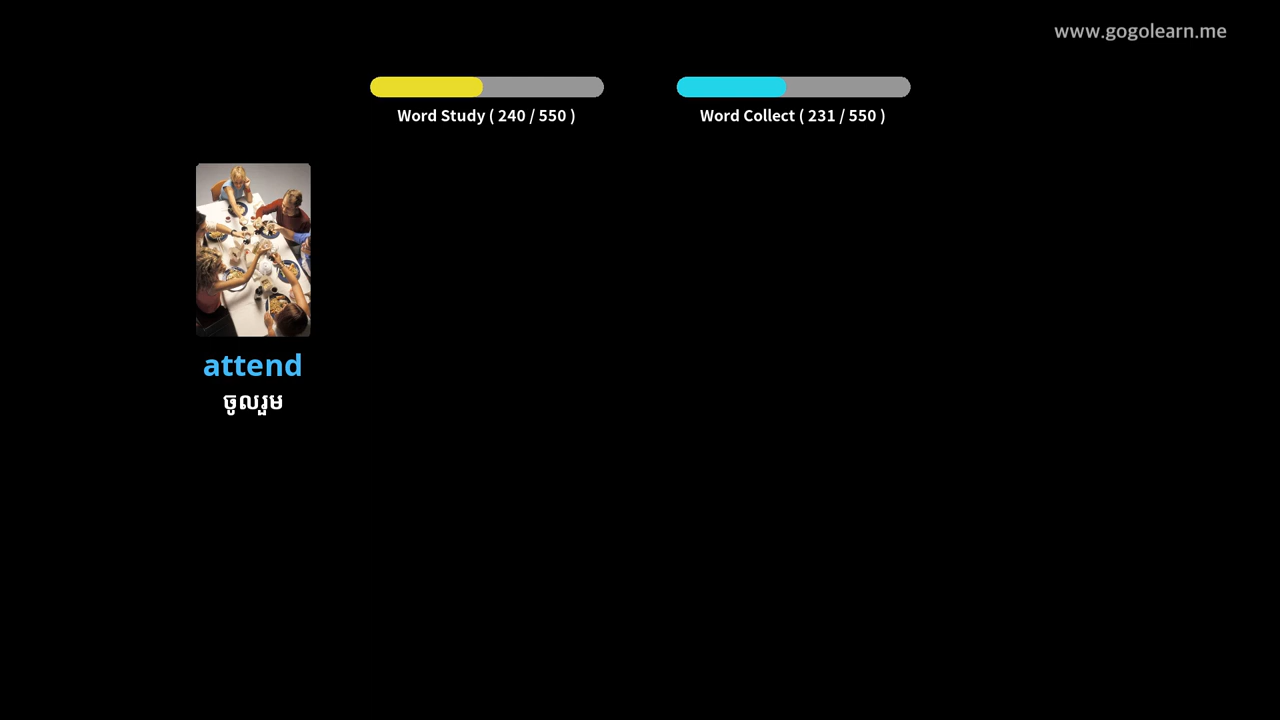 www.gogolearn.me
Word Study ( 240 / 550 )
Word Collect ( 231 / 550 )
attend
ចូលរួម